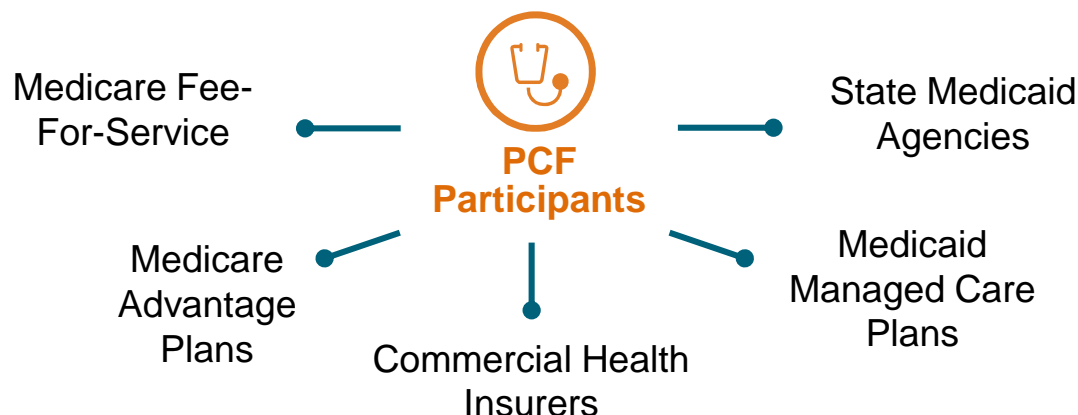 Medicare Fee-
For-Service
PCF
Participants
State Medicaid
Agencies
Medicare
Advantage
Plans
Commercial Health
Insurers
Medicaid
Managed Care
Plans